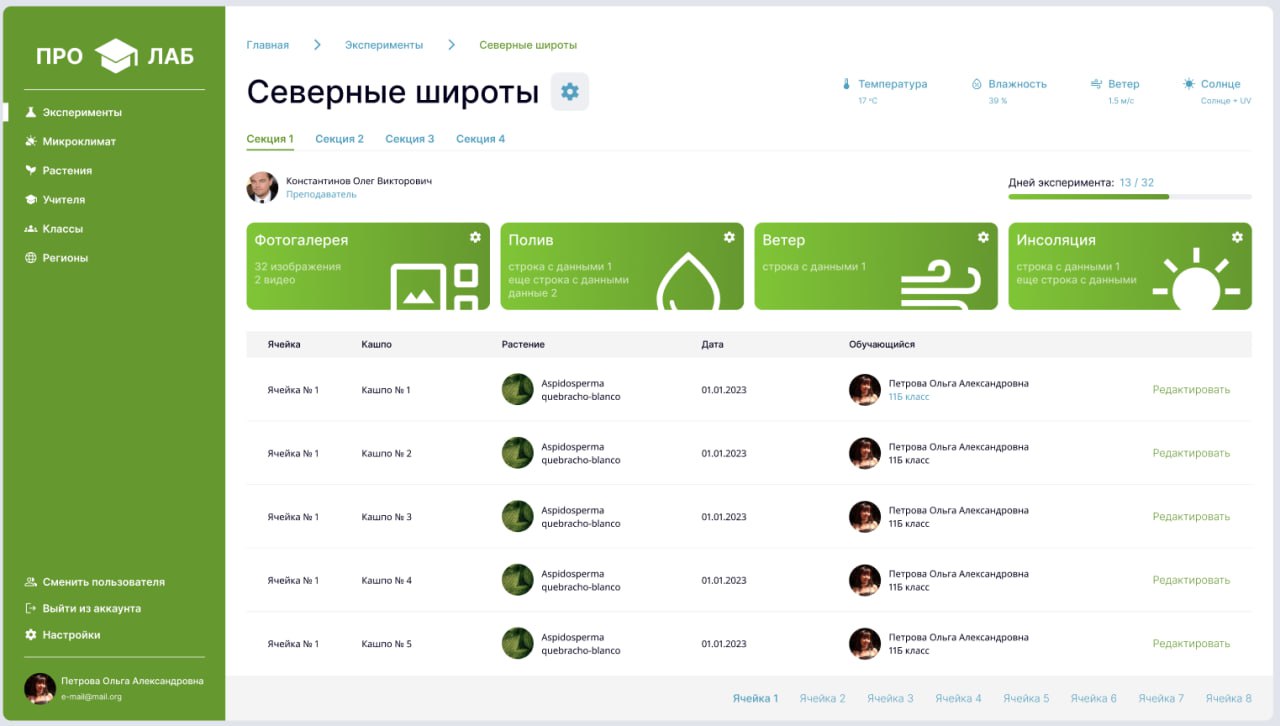 ПРО ЛАБ
Эксперименты
Микроклимат
Растения
Учителя
Классы
Регионы
Сменить пользователя
Выйти из аккаунта
Настройки
Петрова Ольга Александровна
e-mail@mail.org
Главная Эксперименты Северные широты
Северные широты
Температура
17 °C
Влажность
39 %
Ветер
1.5 м/с
Солнце
Солнце + UV
Секция 1 Секция 2 Секция 3 Секция 4
Константинов Олег Викторович
Преподаватель
Дней эксперимента: 13 / 32
Фотогалерея
32 изображения
2 видео
Полив
строка с данными 1
еще строка с данными
данные 2
Ветер
строка с данными 1
Инсоляция
строка с данными 1
еще строка с данными
Ячейка Кашпо Растение Дата Обучающийся
Ячейка № 1 Кашпо № 1 Aspidosperma quebracho-blanco 01.01.2023 Петрова Ольга Александровна 11Б класс Редактировать
Ячейка № 1 Кашпо № 2 Aspidosperma quebracho-blanco 01.01.2023 Петрова Ольга Александровна 11Б класс Редактировать
Ячейка № 1 Кашпо № 3 Aspidosperma quebracho-blanco 01.01.2023 Петрова Ольга Александровна 11Б класс Редактировать
Ячейка № 1 Кашпо № 4 Aspidosperma quebracho-blanco 01.01.2023 Петрова Ольга Александровна 11Б класс Редактировать
Ячейка № 1 Кашпо № 5 Aspidosperma quebracho-blanco 01.01.2023 Петрова Ольга Александровна 11Б класс Редактировать
Ячейка 1 Ячейка 2 Ячейка 3 Ячейка 4 Ячейка 5 Ячейка 6 Ячейка 7 Ячейка 8